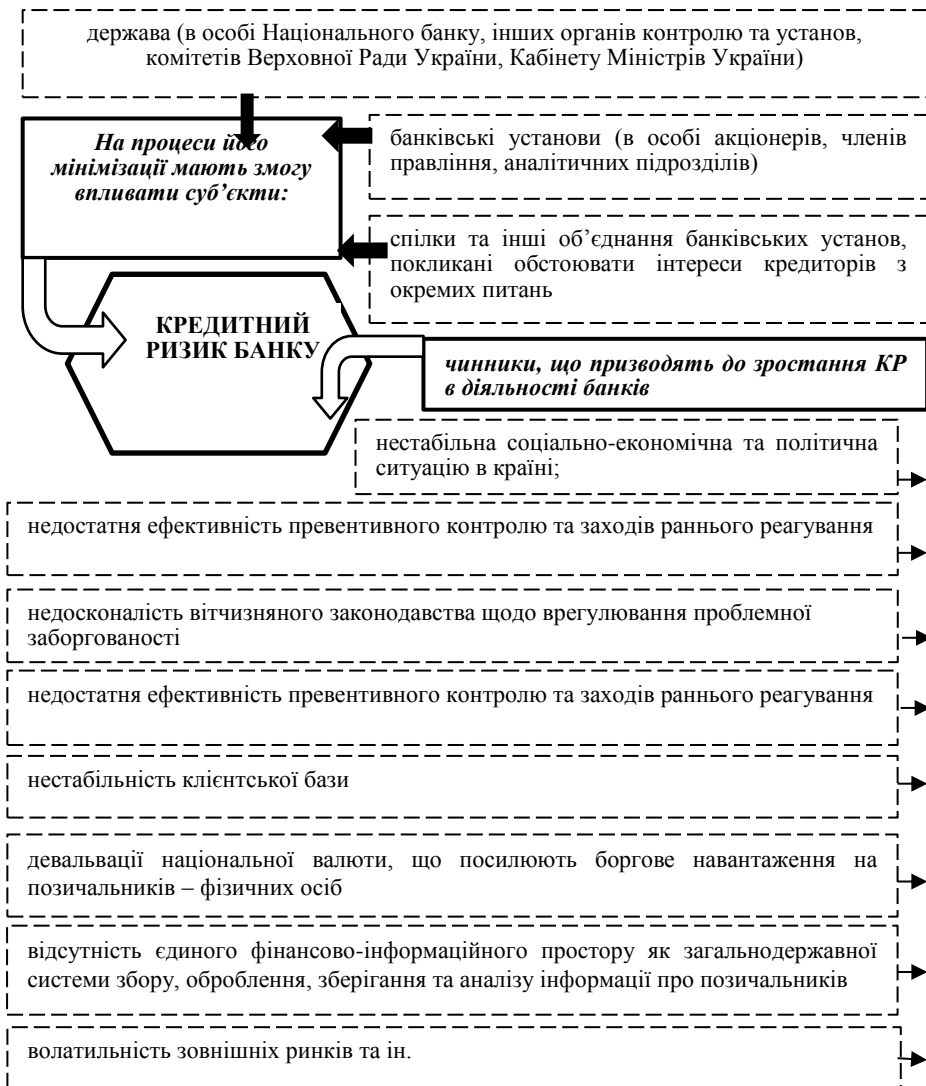 держава (в особі Національного банку, інших органів контролю та установ,
комітетів Верховної Ради України, Кабінету Міністрів України)
На процеси його
мінімізації мають змогу
впливати суб’єкти:
банківські установи (в особі акціонерів, членів
правління, аналітичних підрозділів)
спілки та інші об’єднання банківських установ,
покликані обстоювати інтереси кредиторів з
окремих питань
КРЕДИТНИЙ
РИЗИК БАНКУ
чинники, що призводять до зростання КР
в діяльності банків
нестабільна соціально-економічна та політична
ситуацію в країні;
недостатня ефективність превентивного контролю та заходів раннього реагування
недосконалість вітчизняного законодавства щодо врегулювання проблемної
заборгованості
недостатня ефективність превентивного контролю та заходів раннього реагування
нестабільність клієнтської бази
девальвації національної валюти, що посилюють боргове навантаження на
позичальників – фізичних осіб
відсутність єдиного фінансово-інформаційного простору як загальнодержавної
системи збору, оброблення, зберігання та аналізу інформації про позичальників
волатильність зовнішніх ринків та ін.